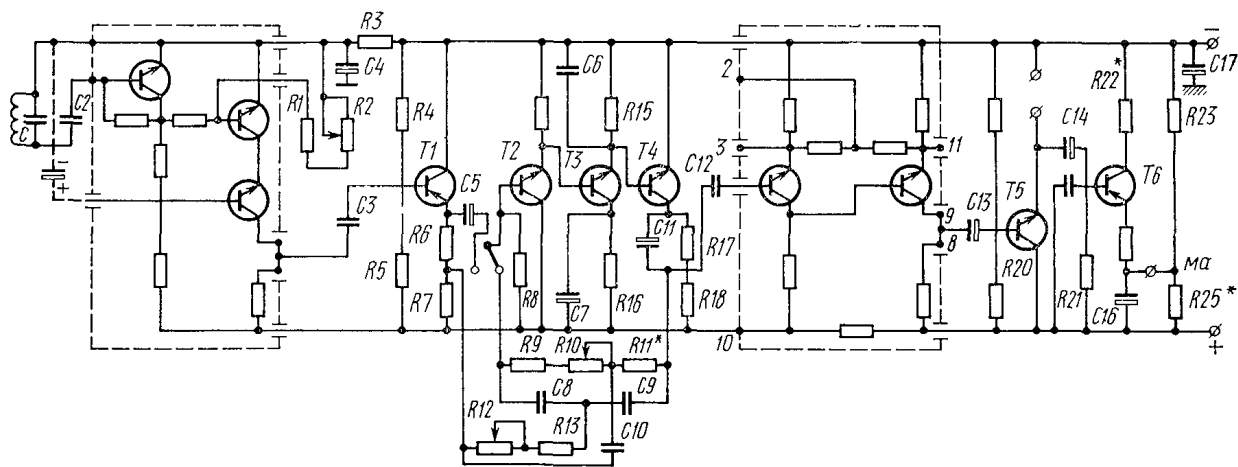 C
C2
R1
R2
R3
C4
R4
R5
C3
T1
C5
R6
R7
T2
R8
C6
R15
T3
C7
R16
T4
C11
R17
R18
C12
R9
R10
R11*
C8
C9
R12
R13
C10
2
3
10
11
9
8
C13
T5
R20
C14
R21
R22*
T6
C16
ма
R23
R25*
C17
−
+
−
+